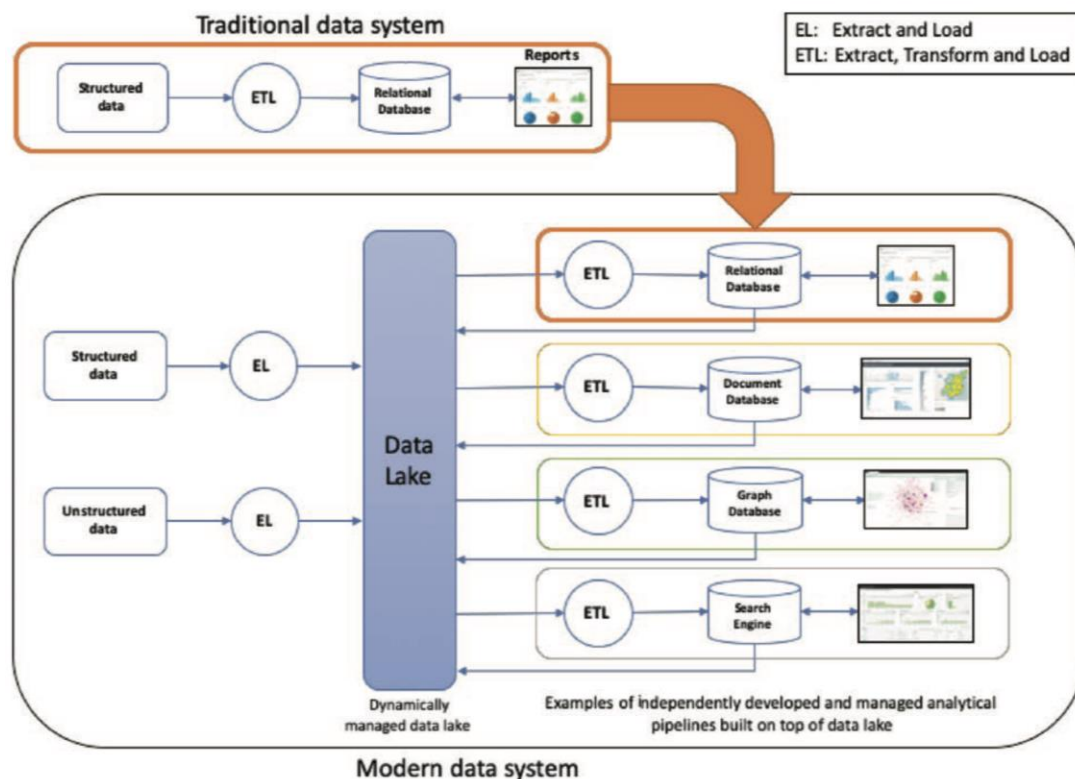 Traditional data system
EL: Extract and Load
ETL: Extract, Transform and Load
Reports
Structured
data
ETL
Relational
Database
ETL
Relational
Database
Structured
data
EL
ETL
Document
Database
Data
Lake
Unstructured
data
EL
ETL
Graph
Database
ETL
Search
Engine
Dynamically
managed data lake
Examples of independently developed and managed analytical
pipelines built on top of data lake
Modern data system